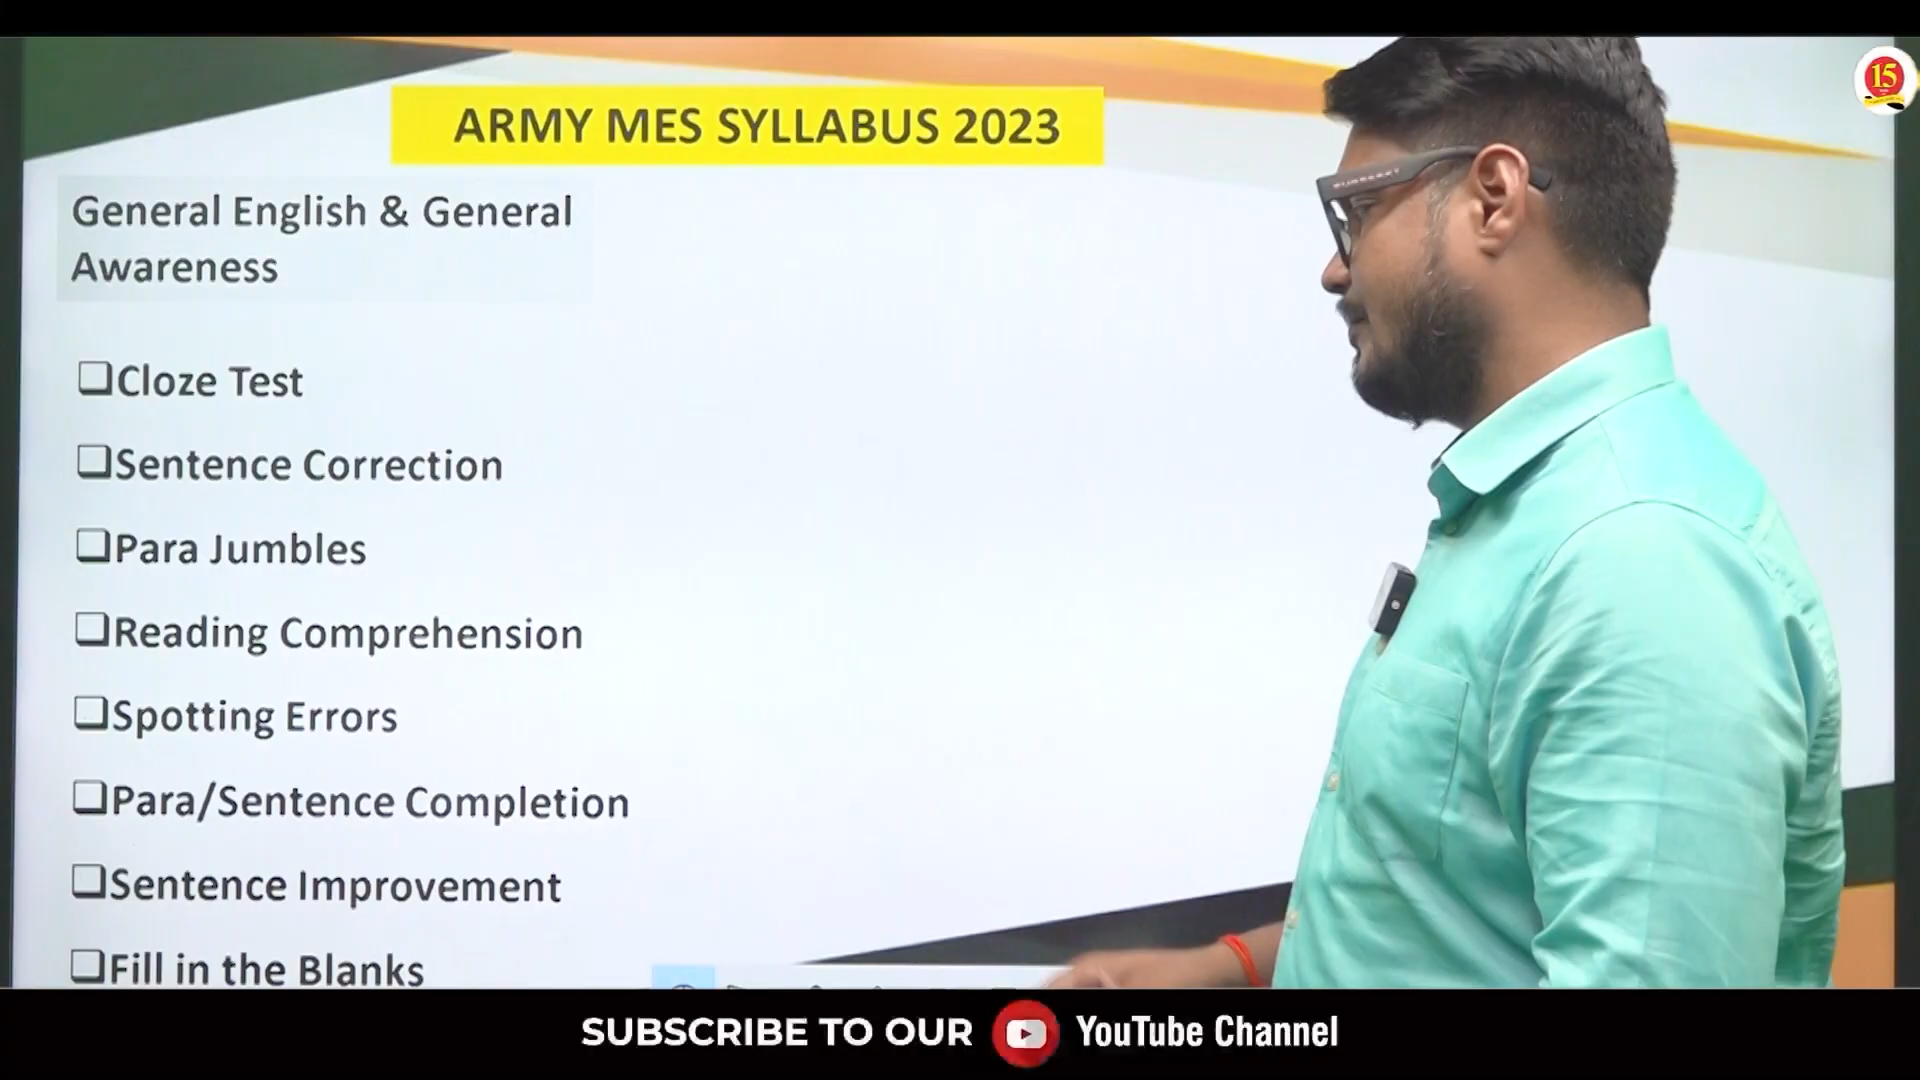 ARMY MES SYLLABUS 2023
15
General English & General
Awareness
❑Cloze Test
❑Sentence Correction
❑Para Jumbles
❑Reading Comprehension
❑Spotting Errors
❑Para/Sentence Completion
❑Sentence Improvement
❑Fill in the Blanks
SUBSCRIBE TO OUR YouTube Channel